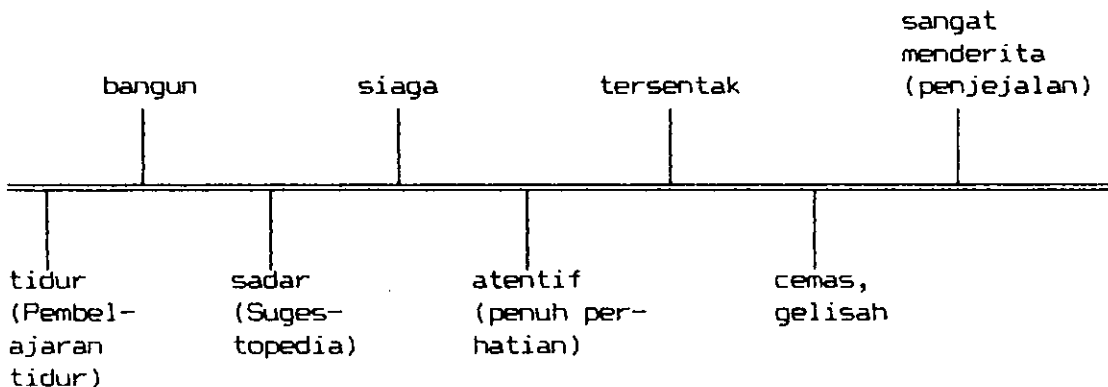 sangat
menderita
(penjejalan)
bangun
siaga
tersentak
tidur
(Pembel-
ajaran
tidur)
sadar
(Suges-
topedia)
atentif
(penuh per-
hatian)
cemas,
gelisah